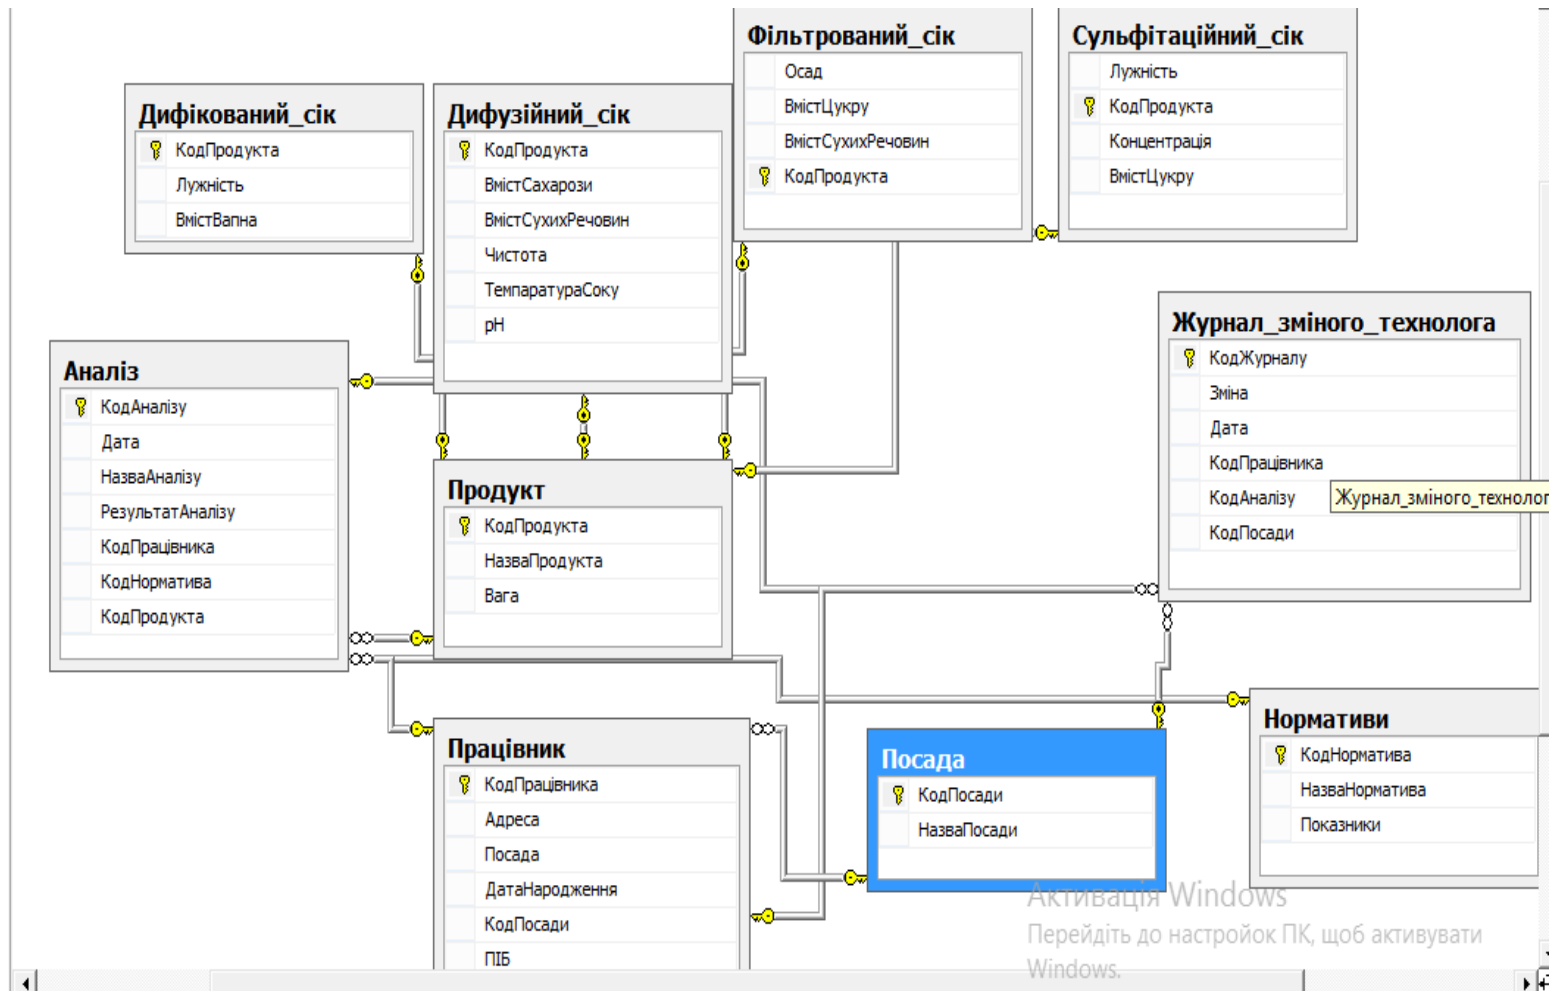 Фільтрований_сік
Осад
ВмістЦукру
ВмістСухихРечовин
КодПродукта
Сульфітаційний_сік
Лужність
КодПродукта
Концентрація
ВмістЦукру
Дифікований_сік
КодПродукта
Лужність
ВмістВапна
Дифузійний_сік
КодПродукта
ВмістСахарози
ВмістСухихРечовин
Чистота
ТемпаратураСоку
pH
Журнал_зміного_технолога
КодЖурналу
Зміна
Дата
КодПрацівника
КодАналізу
КодПосади
Журнал_зміного_технолог
Аналіз
КодАналізу
Дата
НазваАналізу
РезультатАналізу
КодПрацівника
КодНорматива
КодПродукта
Продукт
КодПродукта
НазваПродукта
Вага
Працівник
КодПрацівника
Адреса
Посада
ДатаНародження
КодПосади
ПІБ
Посада
КодПосади
НазваПосади
Нормативи
КодНорматива
НазваНорматива
Показники
Активація Windows
Перейдіть до настройок ПК, щоб активувати
Windows.